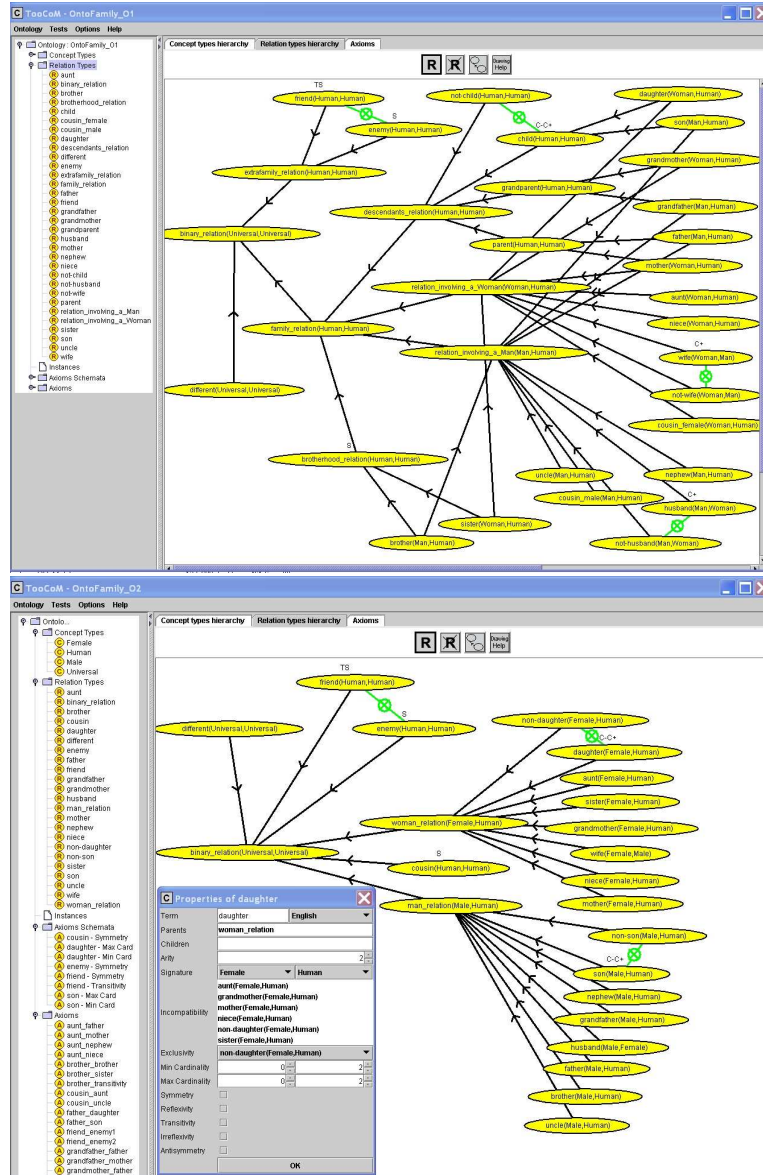 TooCoM - OntoFamily_O1
Ontology Tests Options Help
Ontology : OntoFamily_O1
Concept Types
Relation Types
aunt
binary_relation
brother
brotherhood_relation
child
cousin_female
cousin_male
daughter
descendants_relation
different
enemy
extrafamily_relation
family_relation
father
friend
grandfather
grandmother
grandparent
husband
mother
nephew
niece
not-child
not-husband
not-wife
parent
relation_involving_a_Man
relation_involving_a_Woman
sister
son
uncle
wife
Instances
Axioms Schemata
Axioms
Concept types hierarchy Relation types hierarchy Axioms
R R Drawing Help
TS
friend(Human,Human)
not-child(Human,Human)
daughter(Woman,Human)
S
enemy(Human,Human)
C-C+
child(Human,Human)
son(Man,Human)
grandmother(Woman,Human)
extrafamily_relation(Human,Human)
grandparent(Human,Human)
descendants_relation(Human,Human)
grandfather(Man,Human)
binary_relation(Universal,Universal)
father(Man,Human)
parent(Human,Human)
mother(Woman,Human)
relation_involving_a_Woman(Woman,Human)
aunt(Woman,Human)
niece(Woman,Human)
family_relation(Human,Human)
C+
relation_involving_a_Man(Man,Human)
wife(Woman,Man)
different(Universal,Universal)
not-wife(Woman,Man)
cousin_female(Woman,Human)
S
brotherhood_relation(Human,Human)
uncle(Man,Human)
nephew(Man,Human)
C+
cousin_male(Man,Human)
husband(Man,Woman)
sister(Woman,Human)
brother(Man,Human)
not-husband(Man,Woman)
TooCoM - OntoFamily_O2
Ontology Tests Options Help
Ontolo...
Concept Types
Female
Human
Male
Universal
Relation Types
aunt
binary_relation
brother
cousin
daughter
different
enemy
father
friend
grandfather
grandmother
husband
man_relation
mother
nephew
niece
non-daughter
non-son
sister
son
uncle
wife
woman_relation
Instances
Axioms Schemata
cousin - Symmetry
daughter - Max Card
daughter - Min Card
enemy - Symmetry
friend - Symmetry
friend - Transitivity
son - Max Card
son - Min Card
Axioms
aunt_father
aunt_mother
aunt_nephew
aunt_niece
brother_brother
brother_sister
brother_transitivity
cousin_aunt
cousin_uncle
father_daughter
father_son
friend_enemy1
friend_enemy2
grandfather_father
grandfather_mother
grandmother_father
Concept types hierarchy Relation types hierarchy Axioms
R R Drawing Help
TS
friend(Human,Human)
S
different(Universal,Universal)
enemy(Human,Human)
non-daughter(Female,Human)
C-C+
daughter(Female,Human)
aunt(Female,Human)
sister(Female,Human)
woman_relation(Female,Human)
grandmother(Female,Human)
binary_relation(Universal,Universal)
S
cousin(Human,Human)
wife(Female,Male)
niece(Female,Human)
man_relation(Male,Human)
mother(Female,Human)
non-son(Male,Human)
C-C+
son(Male,Human)
nephew(Male,Human)
grandfather(Male,Human)
husband(Male,Female)
father(Male,Human)
brother(Male,Human)
uncle(Male,Human)
Properties of daughter
Term daughter English
Parents woman_relation
Children
Arity 2
Signature Female Human
Incompatibility
aunt(Female,Human)
grandmother(Female,Human)
mother(Female,Human)
niece(Female,Human)
non-daughter(Female,Human)
sister(Female,Human)
Exclusivity non-daughter(Female,Human)
Min Cardinality 0 2
Max Cardinality 0 2
Symmetry
Reflexivity
Transitivity
Irreflexivity
Antisymmetry
OK